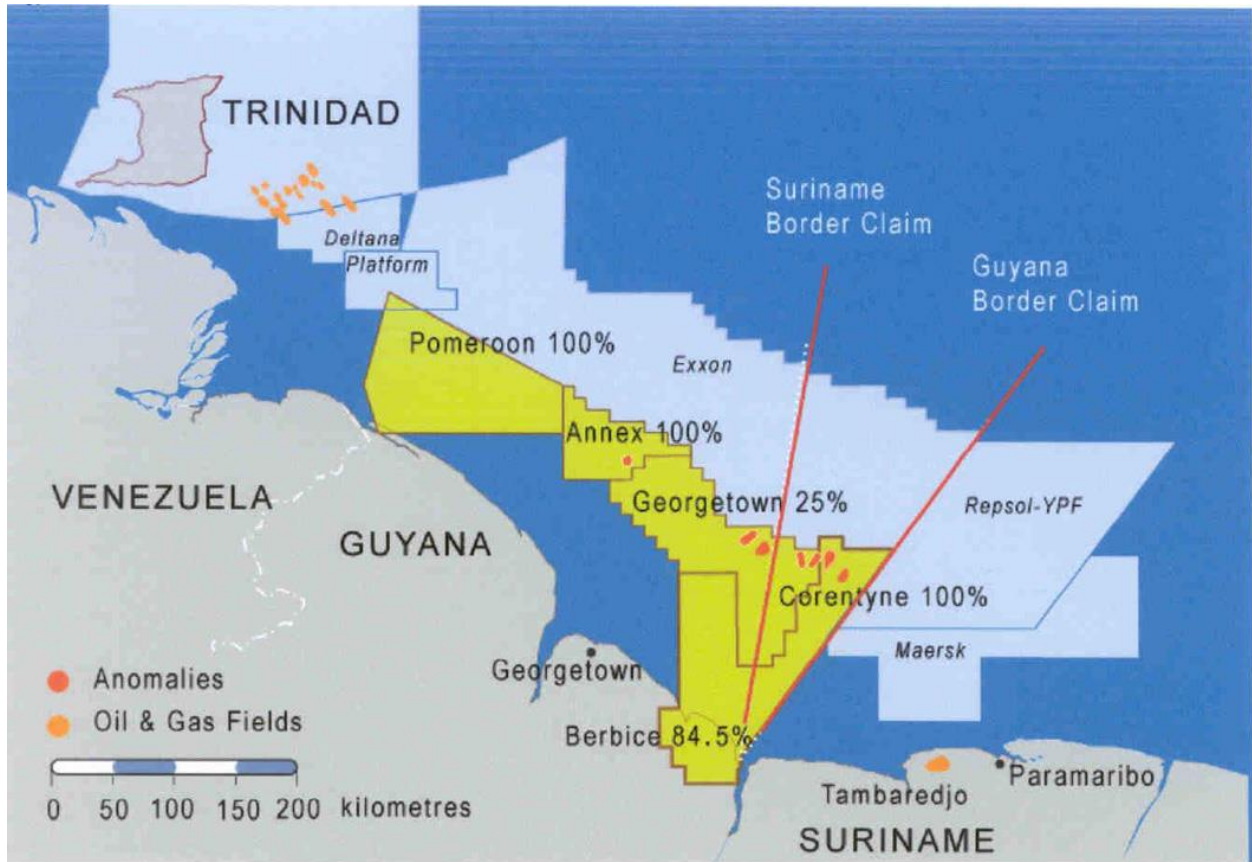 TRINIDAD
Suriname
Border Claim
Deltana
Platform
Guyana
Border Claim
Pomeroon 100%
Exxon
Annex 100%
VENEZUELA
Georgetown 25%
Repsol-YPF
GUYANA
Corentyne 100%
Maersk
Georgetown
Anomalies
Oil & Gas Fields
Berbice 84.5%
Paramaribo
Tambaredjo
0 50 100 150 200 kilometres
SURINAME